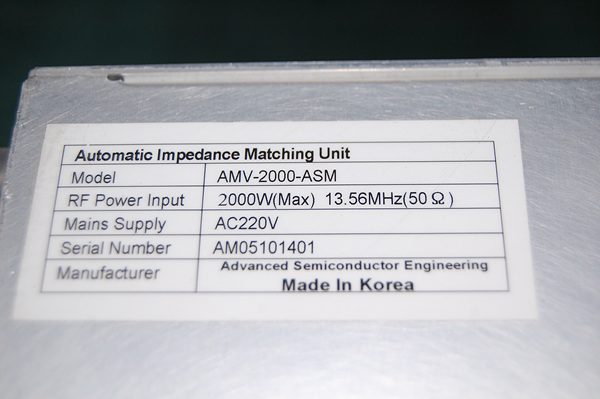 Automatic Impedance Matching Unit
Model AMV-2000-ASM
RF Power Input 2000W(Max) 13.56MHz(50 Ω )
Mains Supply AC220V
Serial Number AM05101401
Manufacturer Advanced Semiconductor Engineering
Made In Korea